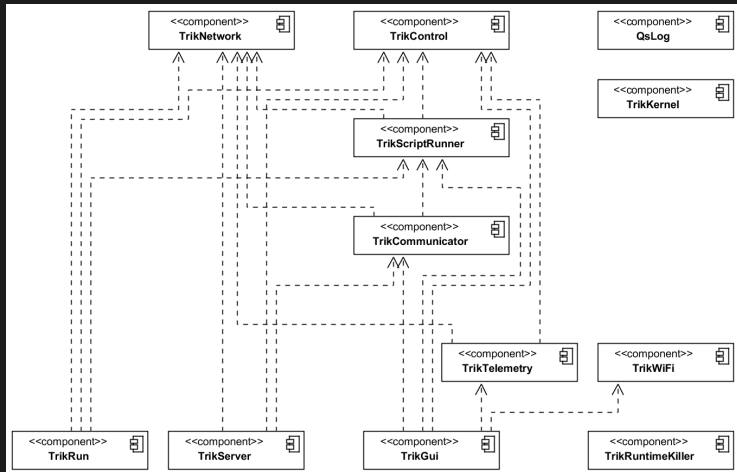 <<component>>
TrikNetwork
<<component>>
TrikControl
<<component>>
QsLog
<<component>>
TrikKernel
<<component>>
TrikScriptRunner
<<component>>
TrikCommunicator
<<component>>
TrikTelemetry
<<component>>
TrikWiFi
<<component>>
TrikRun
<<component>>
TrikServer
<<component>>
TrikGui
<<component>>
TrikRuntimeKiller